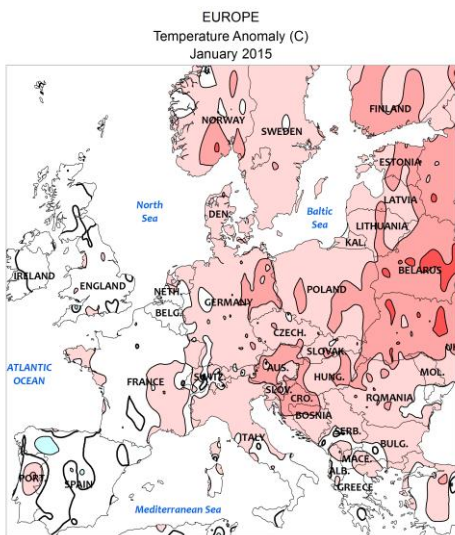 EUROPE
Temperature Anomaly (C)
January 2015
FINLAND
NORWAY
SWEDEN
ESTONIA
North
Sea
LATVIA
DEN.
Baltic
Sea
LITHUANIA
KAL.
IRELAND
BELARUS
ENGLAND
NETH.
POLAND
GERMANY
BELG.
CZECH.
SLOVAK.
ATLANTIC
OCEAN
AUS.
MOL.
FRANCE
SWITZ.
HUNG.
SLOV.
ROMANIA
CRO.
BOSNIA
SERB.
ITALY
BULG.
MACE.
PORT.
SPAIN
ALB.
GREECE
Mediterranean Sea